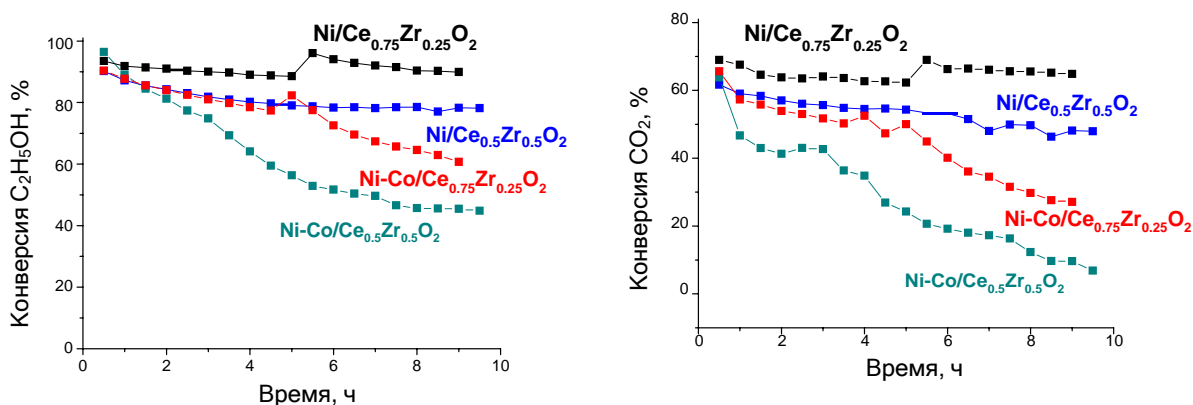 Ni/Ce0.75Zr0.25O2
100
80
60
40
20
0
Конверсия C2H5OH, %
Ni/Ce0.5Zr0.5O2
Ni-Co/Ce0.75Zr0.25O2
Ni-Co/Ce0.5Zr0.5O2
0 2 4 6 8 10
Время, ч
80
70
60
40
20
0
Конверсия CO2, %
Ni/Ce0.75Zr0.25O2
Ni/Ce0.5Zr0.5O2
Ni-Co/Ce0.75Zr0.25O2
Ni-Co/Ce0.5Zr0.5O2
0 2 4 6 8 10
Время, ч